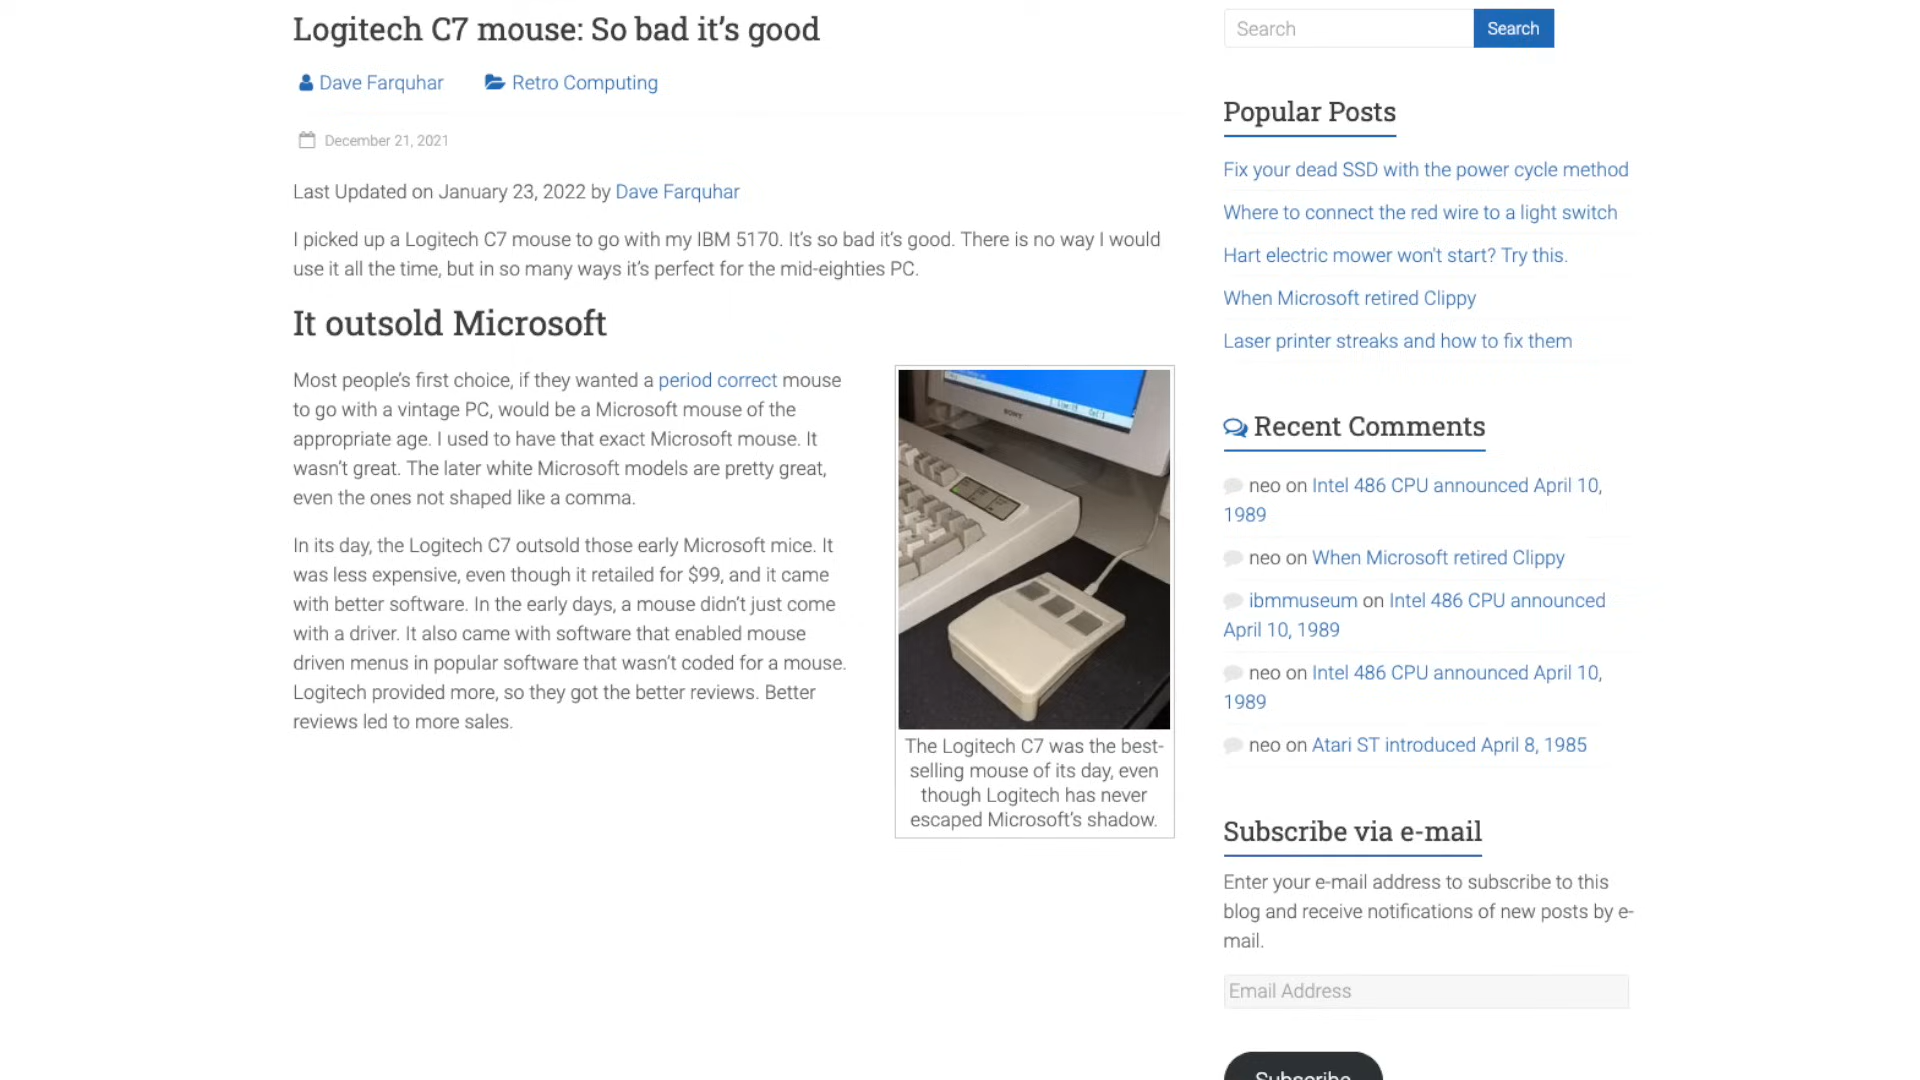 Logitech C7 mouse: So bad it’s good
Dave Farquhar
Retro Computing
December 21, 2021
Last Updated on January 23, 2022 by Dave Farquhar
I picked up a Logitech C7 mouse to go with my IBM 5170. It’s so bad it’s good. There is no way I would
use it all the time, but in so many ways it’s perfect for the mid-eighties PC.
It outsold Microsoft
Most people’s first choice, if they wanted a period correct mouse
to go with a vintage PC, would be a Microsoft mouse of the
appropriate age. I used to have that exact Microsoft mouse. It
wasn’t great. The later white Microsoft models are pretty great,
even the ones not shaped like a comma.
In its day, the Logitech C7 outsold those early Microsoft mice. It
was less expensive, even though it retailed for $99, and it came
with better software. In the early days, a mouse didn’t just come
with a driver. It also came with software that enabled mouse
driven menus in popular software that wasn’t coded for a mouse.
Logitech provided more, so they got the better reviews. Better
reviews led to more sales.
SONY
The Logitech C7 was the best-
selling mouse of its day, even
though Logitech has never
escaped Microsoft’s shadow.
Search
Search
Popular Posts
Fix your dead SSD with the power cycle method
Where to connect the red wire to a light switch
Hart electric mower won't start? Try this.
When Microsoft retired Clippy
Laser printer streaks and how to fix them
Recent Comments
neo on Intel 486 CPU announced April 10,
1989
neo on When Microsoft retired Clippy
ibmmuseum on Intel 486 CPU announced
April 10, 1989
neo on Intel 486 CPU announced April 10,
1989
neo on Atari ST introduced April 8, 1985
Subscribe via e-mail
Enter your e-mail address to subscribe to this
blog and receive notifications of new posts by e-
mail.
Email Address
Subscribe